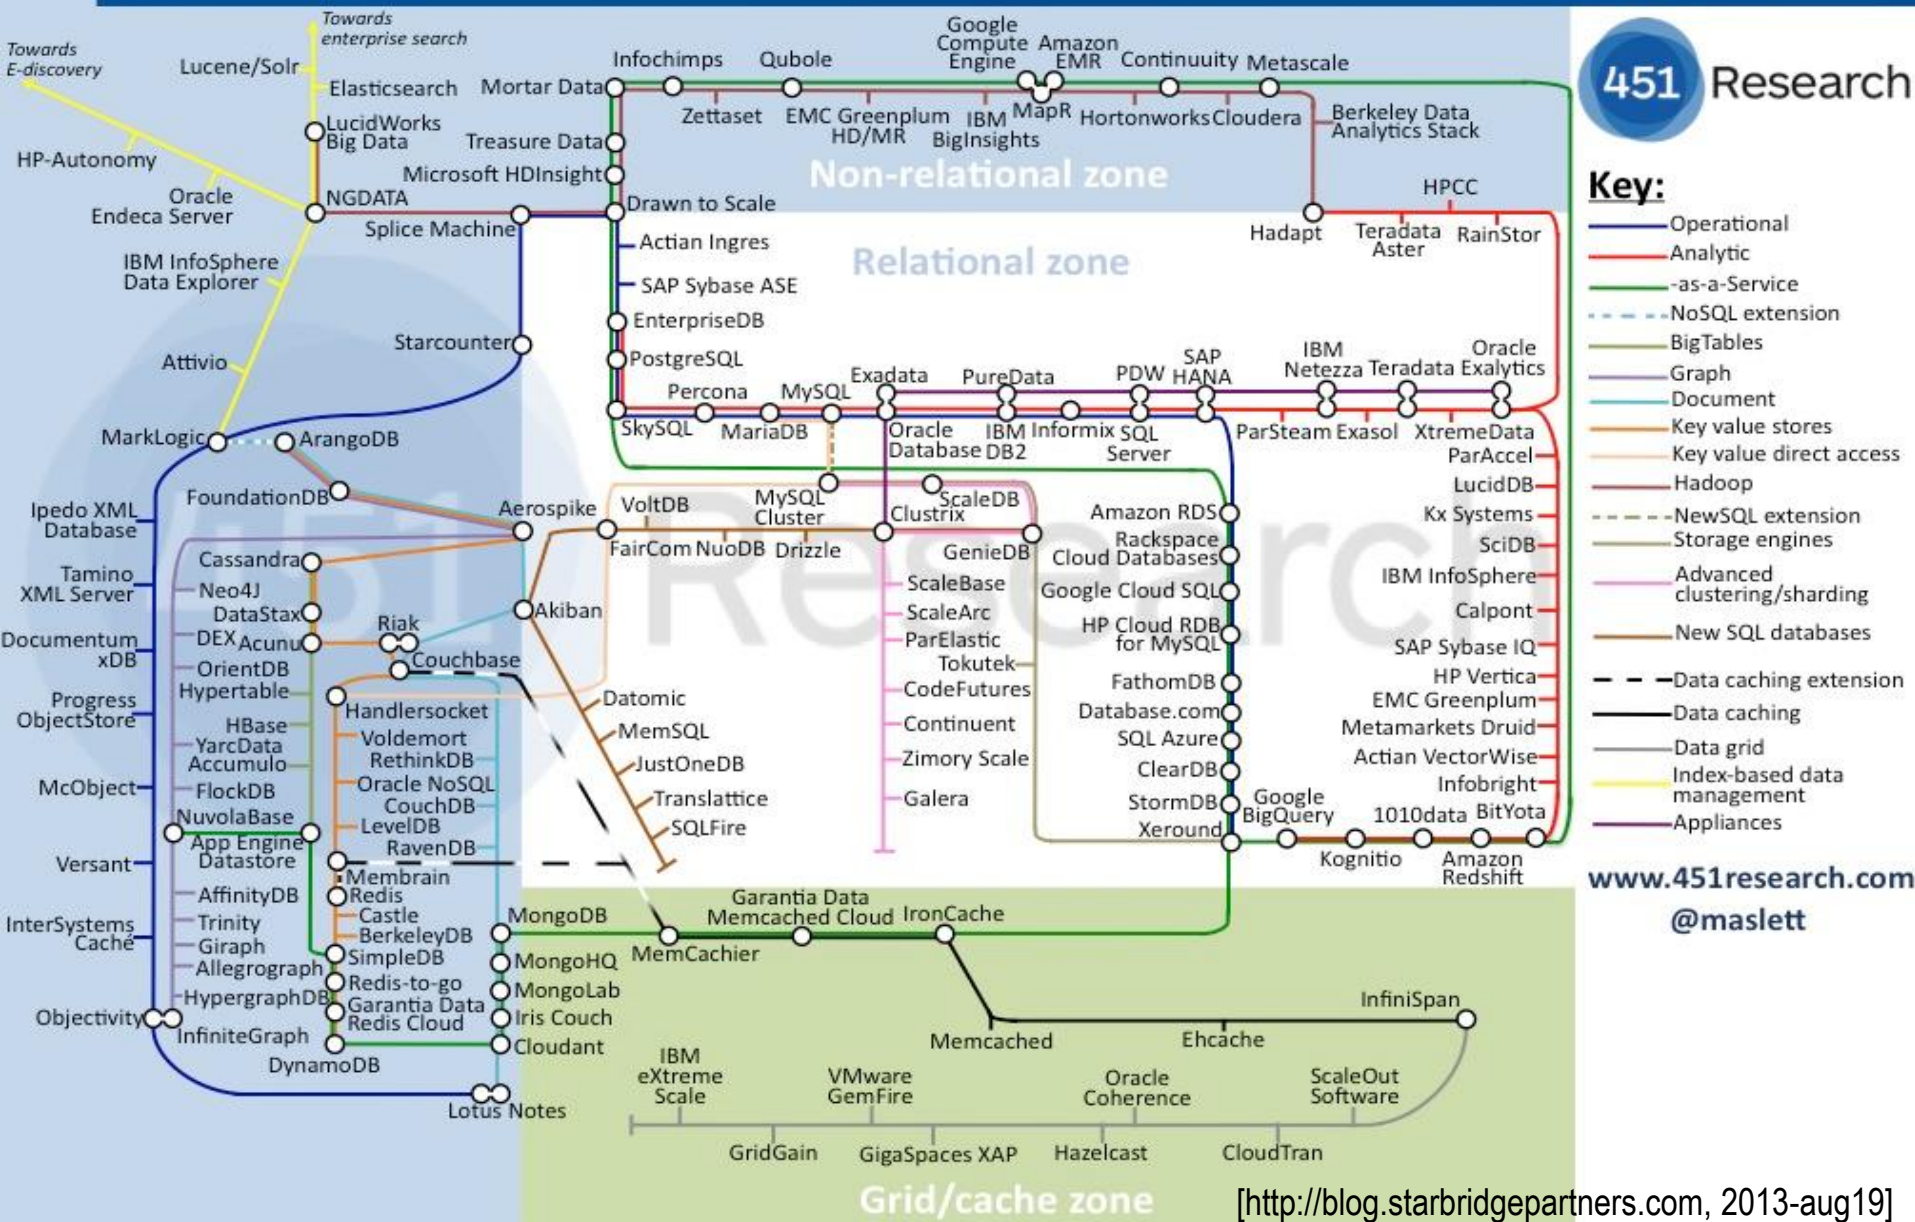 Towards
E-discovery
Towards
enterprise search
Lucene/Solr
Elasticsearch
LucidWorks
Big Data
HP-Autonomy
Oracle
Endeca Server
NGDATA
IBM InfoSphere
Data Explorer
Attivio
MarkLogic
ArangoDB
FoundationDB
Splice Machine
Starcounter
Mortar Data
Infochimps
Qubole
Google
Compute
Engine
Amazon
EMR
Continuuity
Metascale
Zettaset
EMC Greenplum
HD/MR
IBM
BigInsights
MapR
Hortonworks
Cloudera
Berkeley Data
Analytics Stack
Treasure Data
Microsoft HDInsight
Drawn to Scale
Non-relational zone
Relational zone
Hadapt
Teradata
Aster
HPCC
RainStor
Actian Ingres
SAP Sybase ASE
EnterpriseDB
PostgreSQL
SkySQL
Percona
MariaDB
MySQL
Exadata
Oracle
Database
PureData
IBM
DB2
Informix
PDW
SQL
Server
SAP
HANA
ParSteam
IBM
Netezza
Exasol
Teradata
XtremeData
Oracle
Exalytics
ParAccel
LucidDB
Kx Systems
SciDB
IBM InfoSphere
Calpont
SAP Sybase IQ
HP Vertica
EMC Greenplum
Metamarkets Druid
Actian VectorWise
Infobright
BitYota
Amazon
Redshift
1010data
Kognitio
Google
BigQuery
Amazon RDS
Rackspace
Cloud Databases
Google Cloud SQL
HP Cloud RDB
for MySQL
FathomDB
Database.com
SQL Azure
ClearDB
StormDB
Xeround
451 Research
Aerospike
VoltDB
FairCom
NuoDB
Drizzle
MySQL
Cluster
ScaleDB
Clustrix
GenieDB
ScaleBase
ScaleArc
ParElastic
Tokutek
CodeFutures
Continuent
Zimory Scale
Galera
Akiban
Datomic
MemSQL
JustOneDB
Translattice
SQLFire
Ipedo XML
Database
Tamino
XML Server
Documentum
xDB
Progress
ObjectStore
McObject
Versant
InterSystems
Caché
Objectivity
Cassandra
Neo4J
DataStax
DEX
Acunu
OrientDB
Hypertable
HBase
YarcData
Accumulo
FlockDB
NuvolaBase
App Engine
Datastore
AffinityDB
Trinity
Giraph
Allegrograph
HypergraphDB
InfiniteGraph
Riak
Couchbase
Handlersocket
Voldemort
RethinkDB
Oracle NoSQL
CouchDB
LevelDB
RavenDB
Membrain
Redis
Castle
BerkeleyDB
SimpleDB
Redis-to-go
Garantia Data
Redis Cloud
DynamoDB
MongoDB
MongoHQ
MongoLab
Iris Couch
Cloudant
Lotus Notes
MemCachier
Garantia Data
Memcached Cloud
IronCache
Memcached
Ehcache
InfiniSpan
IBM
eXtreme
Scale
GridGain
VMware
GemFire
GigaSpaces XAP
Oracle
Coherence
Hazelcast
CloudTran
ScaleOut
Software
Grid/cache zone
451 Research
Key:
Operational
Analytic
-as-a-Service
NoSQL extension
BigTables
Graph
Document
Key value stores
Key value direct access
Hadoop
NewSQL extension
Storage engines
Advanced
clustering/sharding
New SQL databases
Data caching extension
Data caching
Data grid
Index-based data
management
Appliances
www.451research.com
@maslett
[http://blog.starbridgepartners.com, 2013-aug19]